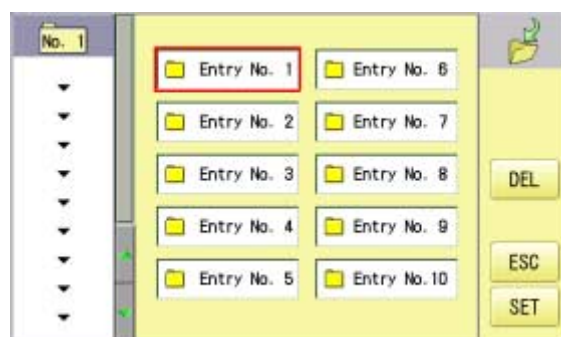 No. 1
Entry No. 1
Entry No. 2
Entry No. 3
Entry No. 4
Entry No. 5
Entry No. 6
Entry No. 7
Entry No. 8
Entry No. 9
Entry No.10
DEL
ESC
SET